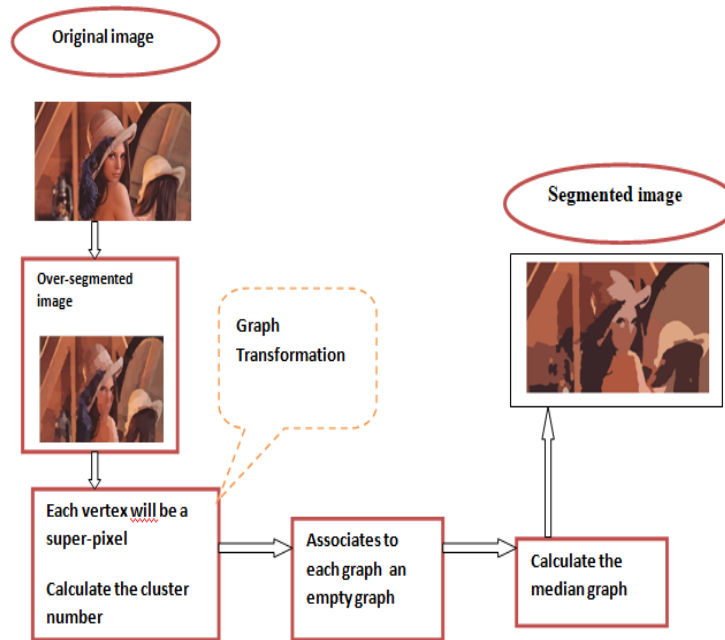 Original image
Over-segmented
image
Graph
Transformation
Each vertex will be a
super-pixel
Calculate the cluster
number
Associates to
each graph an
empty graph
Calculate the
median graph
Segmented image